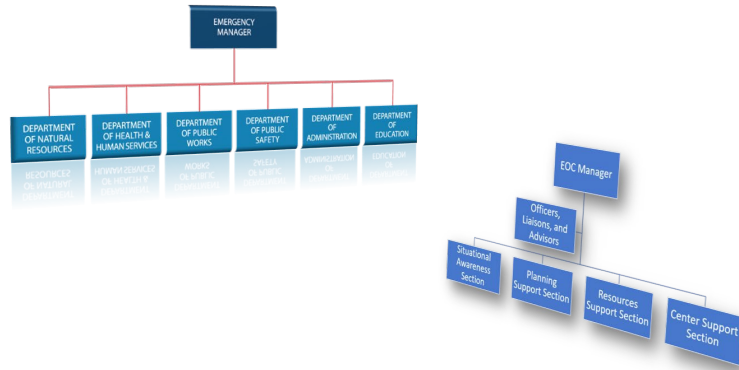 EMERGENCY
MANAGER
DEPARTMENT
OF NATURAL
RESOURCES
DEPARTMENT
OF HEALTH &
HUMAN SERVICES
DEPARTMENT
OF PUBLIC
WORKS
DEPARTMENT
OF PUBLIC
SAFETY
DEPARTMENT
OF
ADMINISTRATION
DEPARTMENT
OF
EDUCATION
EOC Manager
Officers,
Liaisons, and
Advisors
Situational
Awareness
Section
Planning
Support Section
Resources
Support Section
Center Support
Section